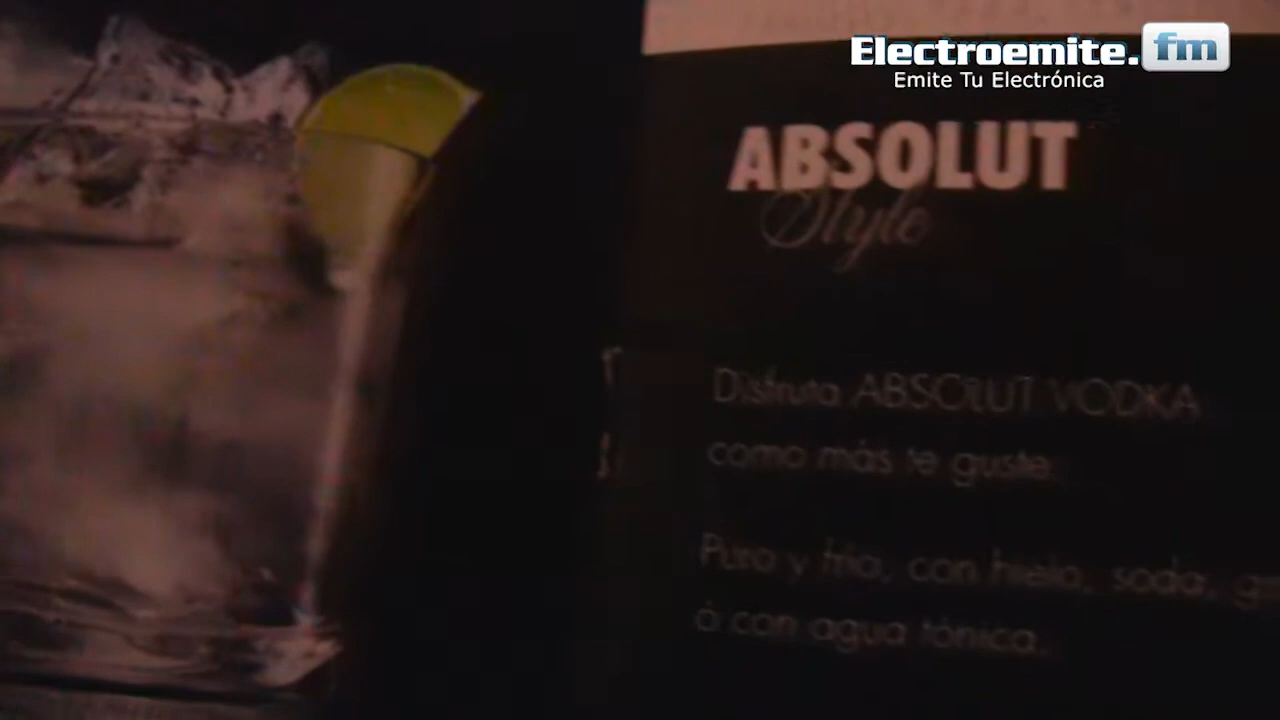 Electroemite.fm
Emite Tu Electrónica
ABSOLUT
Style
Disfruta ABSOLUT VODKA
como más te guste.
Puro y frío, con hielo, soda,
ó con agua tónica.